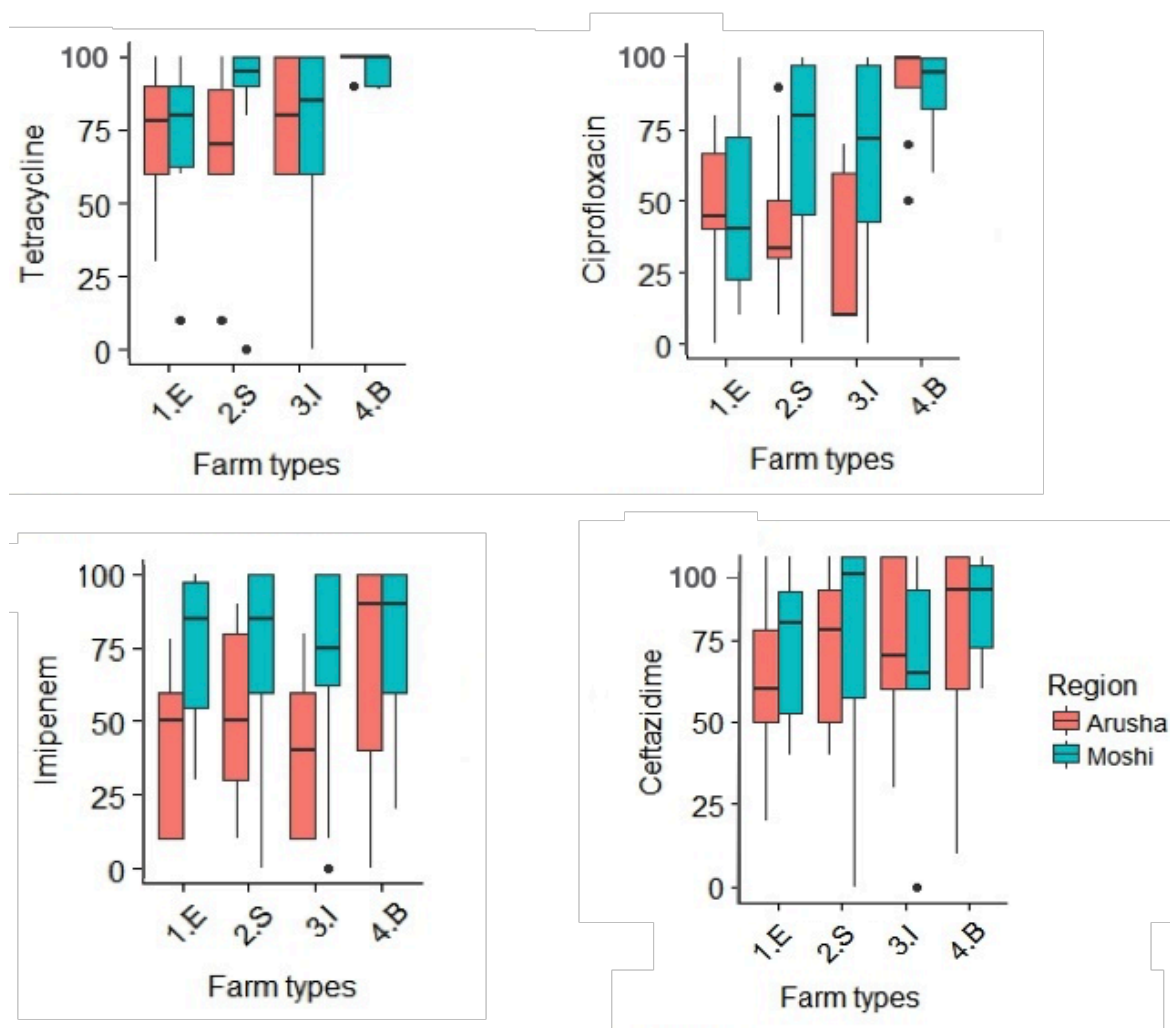 Tetracycline
100
75
50
25
0
1.E
2.S
3.I
4.B
Farm types
Ciprofloxacin
100
75
50
25
0
1.E
2.S
3.I
4.B
Farm types
Imipenem
100
75
50
25
0
1.E
2.S
3.I
4.B
Farm types
Ceftazidime
100
75
50
25
0
1.E
2.S
3.I
4.B
Farm types
Region
Arusha
Moshi